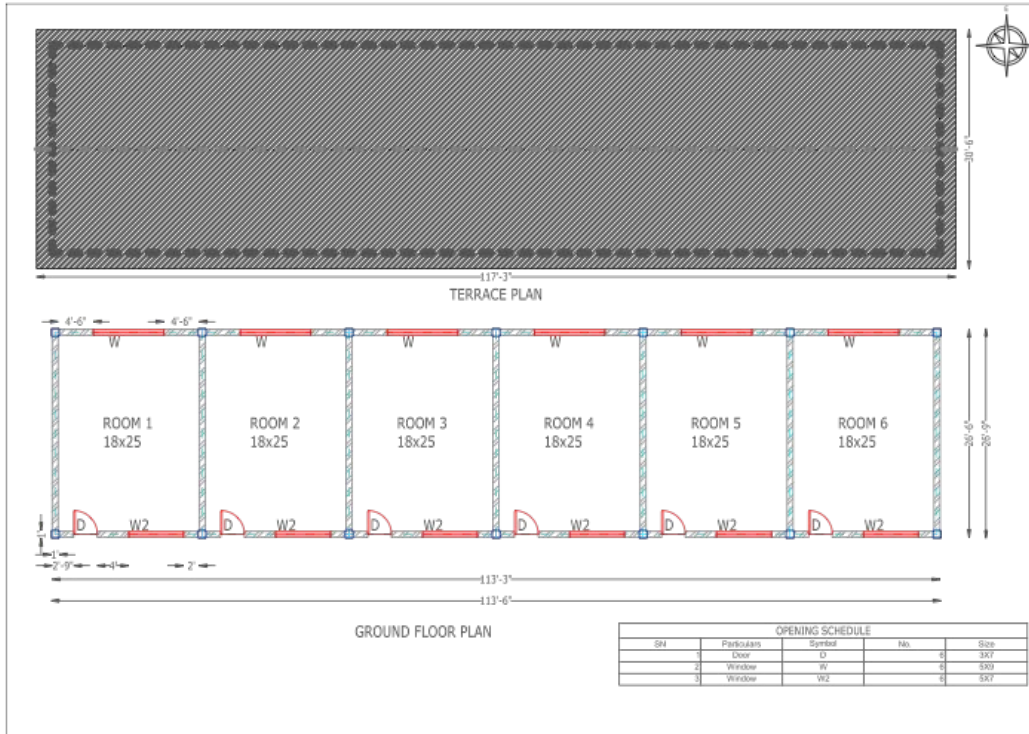 30'-6"
117'-3"
TERRACE PLAN
4'-6" 4'-6"
W W W W W W
ROOM 1 ROOM 2 ROOM 3 ROOM 4 ROOM 5 ROOM 6
18x25 18x25 18x25 18x25 18x25 18x25
26'-6" 26'-9"
D W2 D W2 D W2 D W2 D W2 D W2
1'
1'
2'-9" 4' 2'
113'-3"
113'-6"
GROUND FLOOR PLAN
OPENING SCHEDULE
SN Particulars Symbol No. Size
1 Door D 6 3X7
2 Window W 6 5X9
3 Window W2 6 5X7